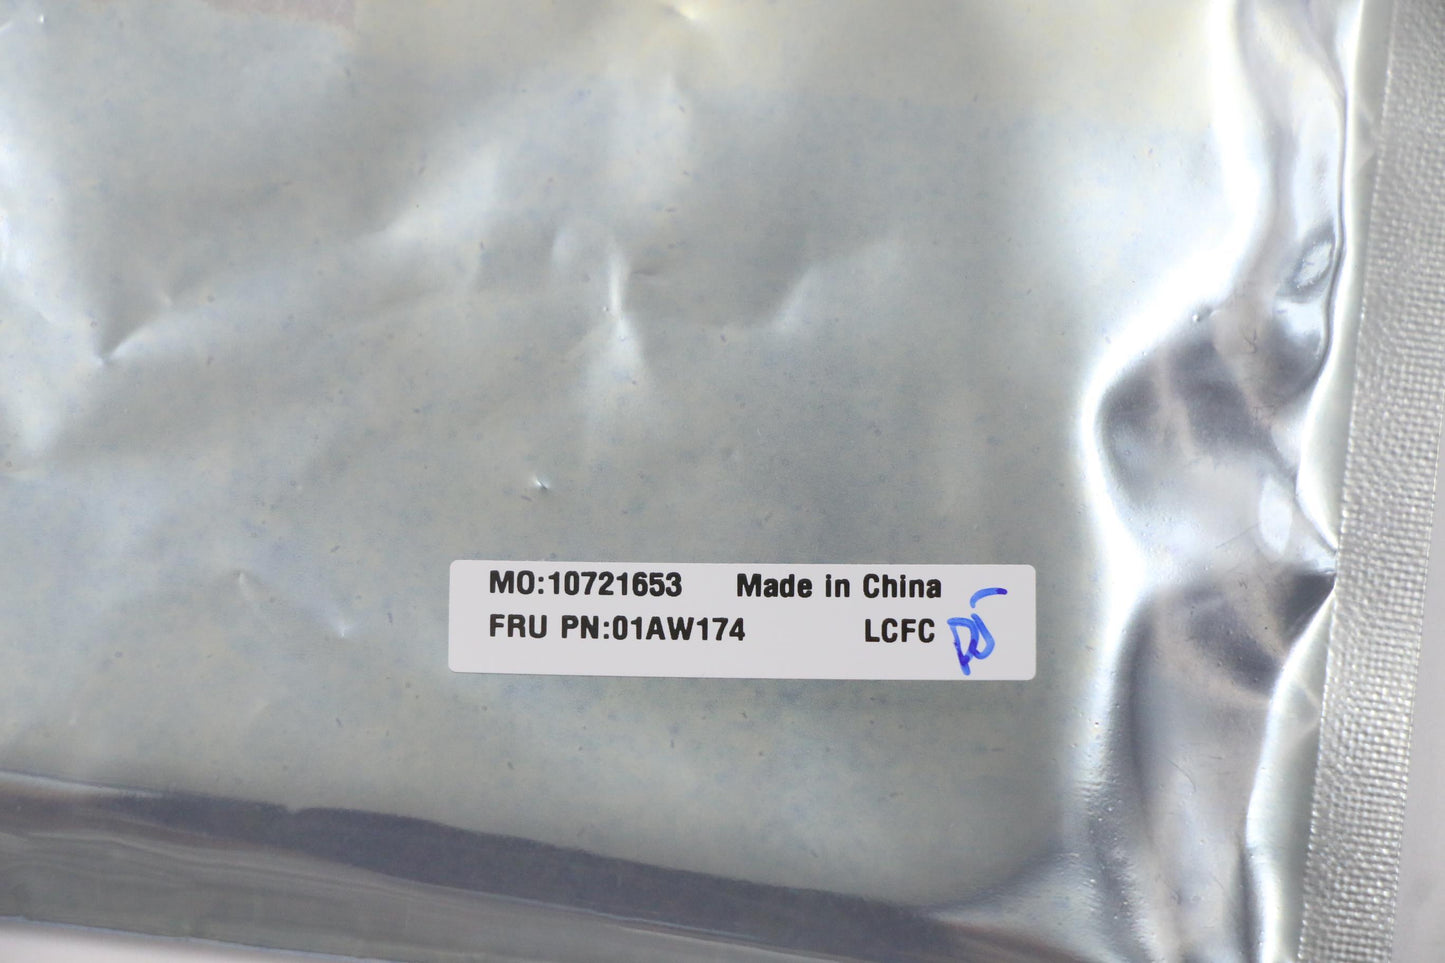 MO:10721653 Made in China
FRU PN:01AW174 LCFC